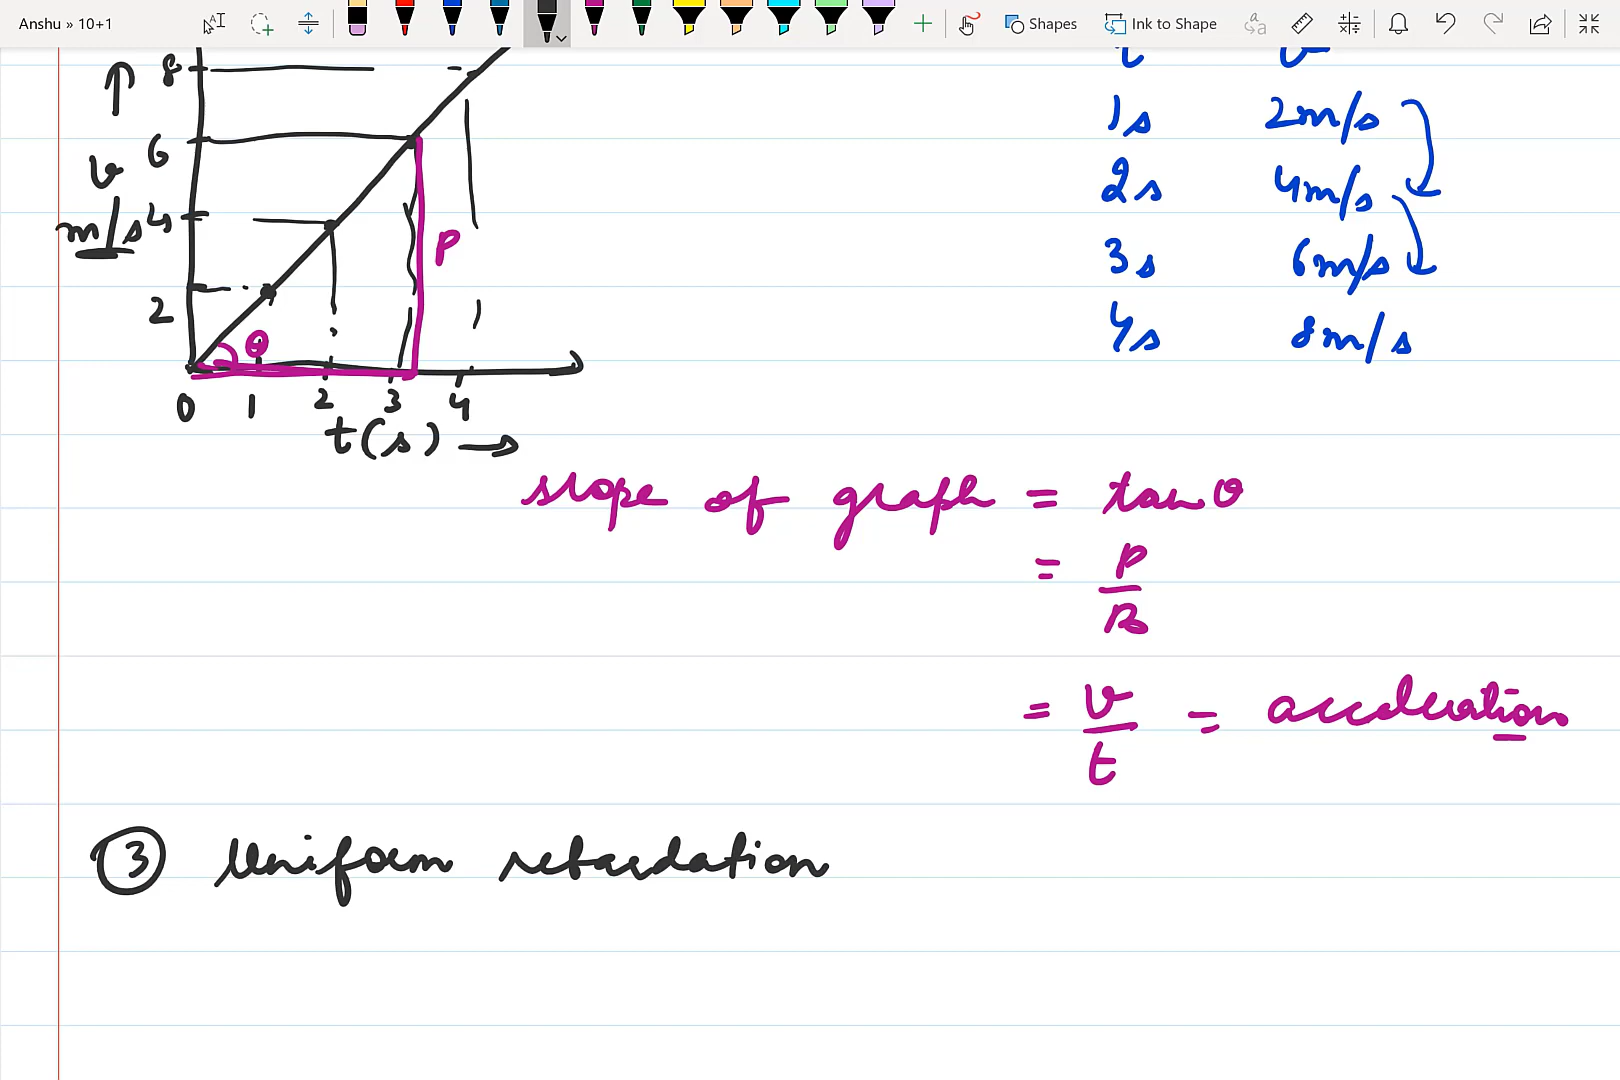 Anshu » 10+1
Shapes
Ink to Shape
t v
1s 2m/s
2s 4m/s
3s 6m/s
4s 8m/s
8
6
v
m/s
4
2
P
θ
0 1 2 3 4
t(s) →
slope of graph = tanθ
= P/B
= v/t = acceleration
③ Uniform retardation